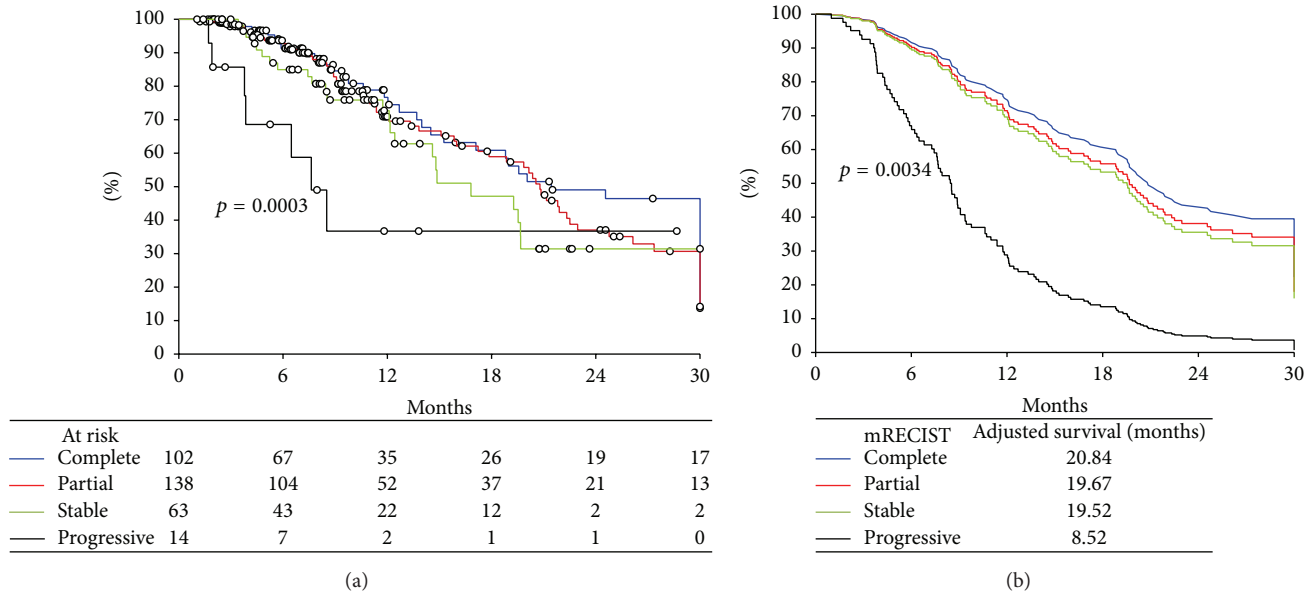 100
90
80
70
60
50
40
30
20
10
0
(%)
p = 0.0003
0 6 12 18 24 30
Months
At risk
Complete 102 67 35 26 19 17
Partial 138 104 52 37 21 13
Stable 63 43 22 12 2 2
Progressive 14 7 2 1 1 0
(a)
100
90
80
70
60
50
40
30
20
10
0
(%)
p = 0.0034
0 6 12 18 24 30
Months
mRECIST Adjusted survival (months)
Complete 20.84
Partial 19.67
Stable 19.52
Progressive 8.52
(b)